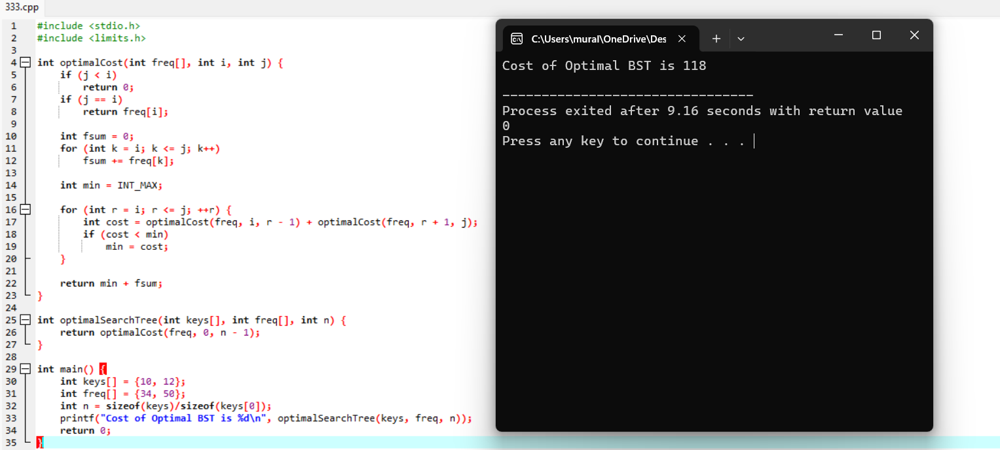 333.cpp
1 #include <stdio.h>
2 #include <limits.h>
3
4 int optimalCost(int freq[], int i, int j) {
5     if (j < i)
6         return 0;
7     if (j == i)
8         return freq[i];
9
10     int fsum = 0;
11     for (int k = i; k <= j; k++)
12         fsum += freq[k];
13
14     int min = INT_MAX;
15
16     for (int r = i; r <= j; ++r) {
17         int cost = optimalCost(freq, i, r - 1) + optimalCost(freq, r + 1, j);
18         if (cost < min)
19             min = cost;
20     }
21
22     return min + fsum;
23 }
24
25 int optimalSearchTree(int keys[], int freq[], int n) {
26     return optimalCost(freq, 0, n - 1);
27 }
28
29 int main() {
30     int keys[] = {10, 12};
31     int freq[] = {34, 50};
32     int n = sizeof(keys)/sizeof(keys[0]);
33     printf("Cost of Optimal BST is %d\n", optimalSearchTree(keys, freq, n));
34     return 0;
35 }
C:\Users\mural\OneDrive\Des
Cost of Optimal BST is 118
--------------------------------
Process exited after 9.16 seconds with return value
0
Press any key to continue . . .